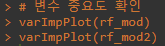 > # 변수 중요도 확인
> varImpPlot(rf_mod)
> varImpPlot(rf_mod2)